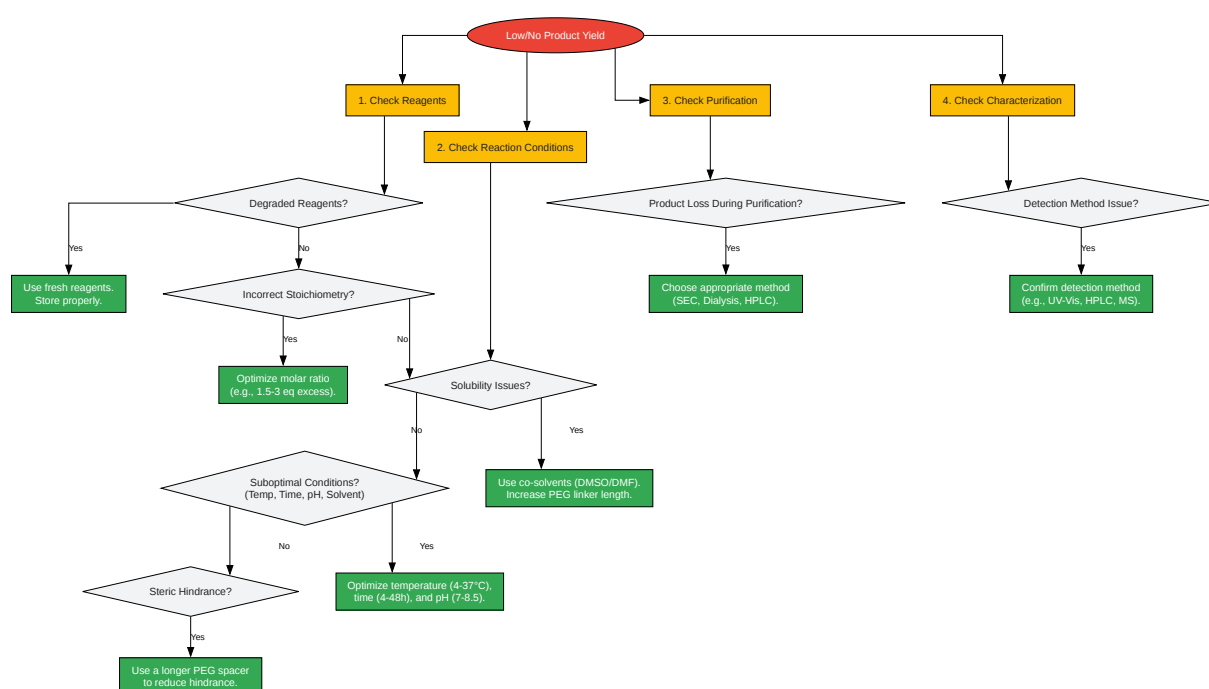 Low/No Product Yield
1. Check Reagents
3. Check Purification
4. Check Characterization
2. Check Reaction Conditions
Degraded Reagents?
Product Loss During Purification?
Detection Method Issue?
Yes
No
Yes
Yes
Use fresh reagents.
Store properly.
Incorrect Stoichiometry?
Choose appropriate method
(SEC, Dialysis, HPLC).
Confirm detection method
(e.g., UV-Vis, HPLC, MS).
Yes
No
Optimize molar ratio
(e.g., 1.5-3 eq excess).
Solubility Issues?
No
Yes
Suboptimal Conditions?
(Temp, Time, pH, Solvent)
Use co-solvents (DMSO/DMF).
Increase PEG linker length.
No
Yes
Steric Hindrance?
Optimize temperature (4-37°C),
time (4-48h), and pH (7-8.5).
Yes
Use a longer PEG spacer
to reduce hindrance.